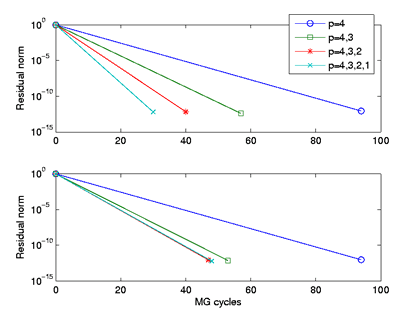 10^0
10^-5
10^-10
10^-15
Residual norm
0 20 40 60 80 100
p=4
p=4,3
p=4,3,2
p=4,3,2,1
10^0
10^-5
10^-10
10^-15
Residual norm
0 20 40 60 80 100
MG cycles